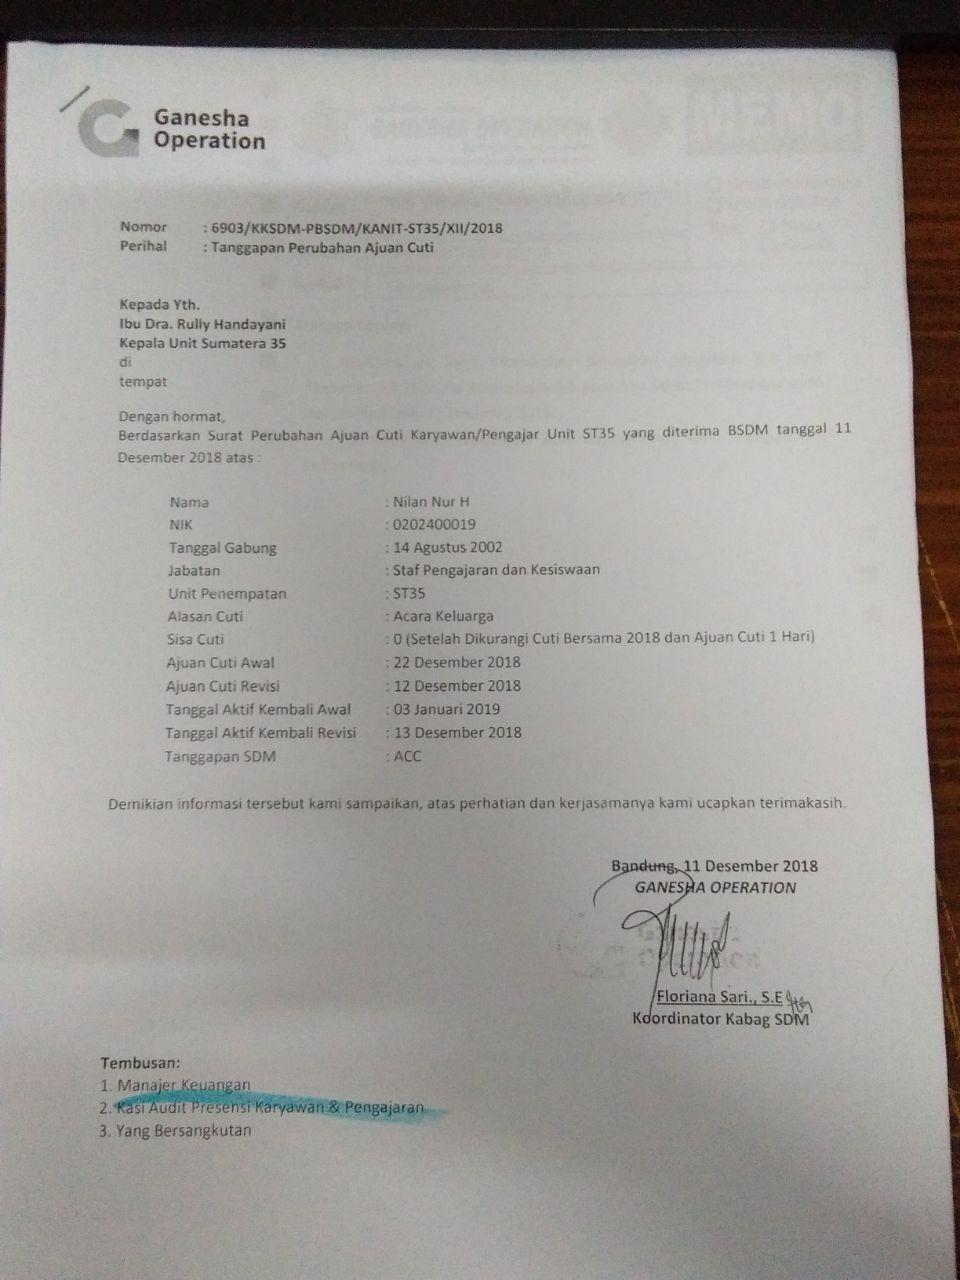 Ganesha
Operation
Nomor : 6903/KKSDM-PBSDM/KANIT-ST35/XII/2018
Perihal : Tanggapan Perubahan Ajuan Cuti
Kepada Yth.
Ibu Dra. Rully Handayani
Kepala Unit Sumatera 35
di
tempat
Dengan hormat,
Berdasarkan Surat Perubahan Ajuan Cuti Karyawan/Pengajar Unit ST35 yang diterima BSDM tanggal 11
Desember 2018 atas :
Nama : Nilan Nur H
NIK : 0202400019
Tanggal Gabung : 14 Agustus 2002
Jabatan : Staf Pengajaran dan Kesiswaan
Unit Penempatan : ST35
Alasan Cuti : Acara Keluarga
Sisa Cuti : 0 (Setelah Dikurangi Cuti Bersama 2018 dan Ajuan Cuti 1 Hari)
Ajuan Cuti Awal : 22 Desember 2018
Ajuan Cuti Revisi : 12 Desember 2018
Tanggal Aktif Kembali Awal : 03 Januari 2019
Tanggal Aktif Kembali Revisi : 13 Desember 2018
Tanggapan SDM : ACC
Demikian informasi tersebut kami sampaikan, atas perhatian dan kerjasamanya kami ucapkan terimakasih.
Bandung, 11 Desember 2018
GANESHA OPERATION
Floriana Sari., S.E
Koordinator Kabag SDM
Tembusan:
1. Manajer Keuangan
2. Kasi Audit Presensi Karyawan & Pengajaran
3. Yang Bersangkutan